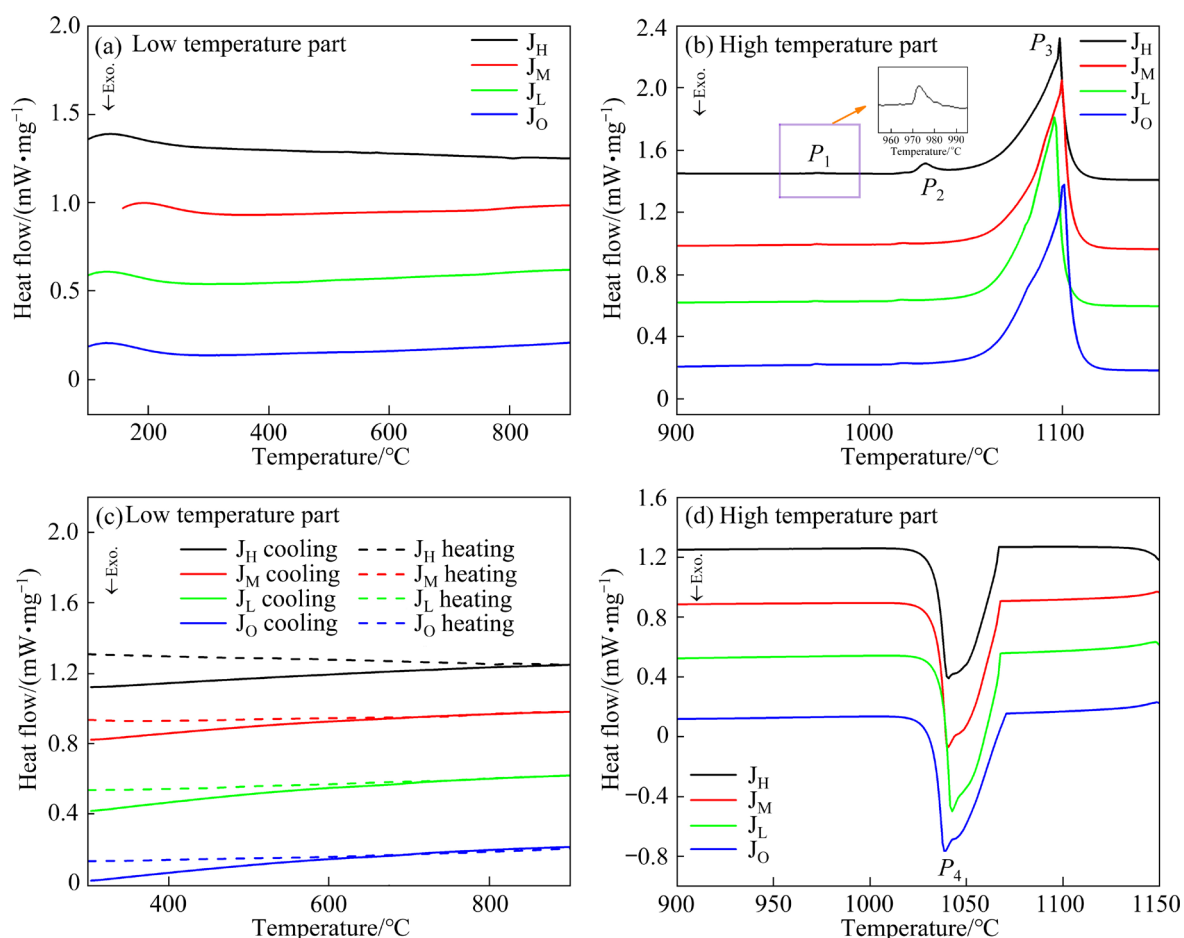 (a) Low temperature part
J_H
J_M
J_L
J_O
←Exo.
2.0
1.5
1.0
0.5
0
Heat flow/(mW•mg⁻¹)
200
400
600
800
Temperature/°C
(b) High temperature part
P₃
J_H
J_M
J_L
J_O
←Exo.
P₁
P₂
960
970
980
990
Temperature/°C
2.4
2.0
1.6
1.2
0.8
0.4
0
Heat flow/(mW•mg⁻¹)
900
1000
1100
Temperature/°C
(c) Low temperature part
J_H cooling
J_H heating
J_M cooling
J_M heating
J_L cooling
J_L heating
J_O cooling
J_O heating
←Exo.
2.0
1.6
1.2
0.8
0.4
0
Heat flow/(mW•mg⁻¹)
400
600
800
Temperature/°C
(d) High temperature part
←Exo.
J_H
J_M
J_L
J_O
P₄
1.6
1.2
0.8
0.4
0
−0.4
−0.8
Heat flow/(mW•mg⁻¹)
900
950
1000
1050
1100
1150
Temperature/°C